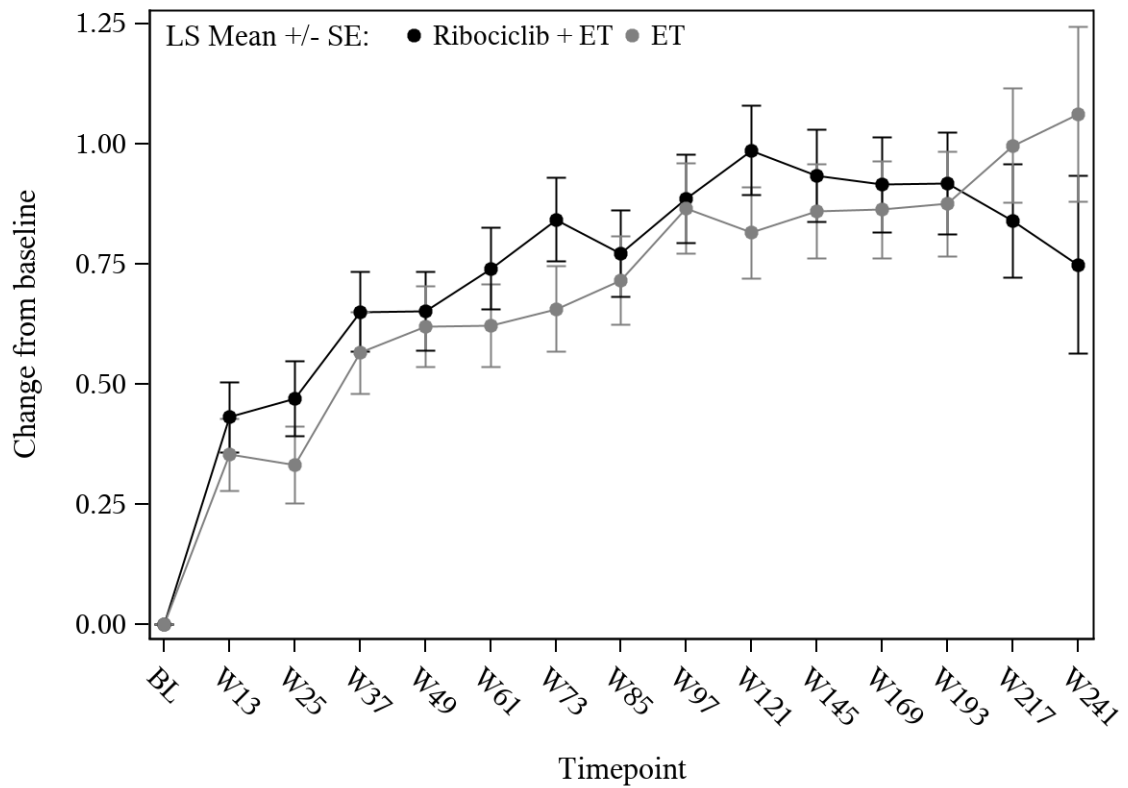 LS Mean +/- SE: Ribociclib + ET ET
1.25
1.00
0.75
0.50
0.25
0.00
Change from baseline
BL W13 W25 W37 W49 W61 W73 W85 W97 W121 W145 W169 W193 W217 W241
Timepoint